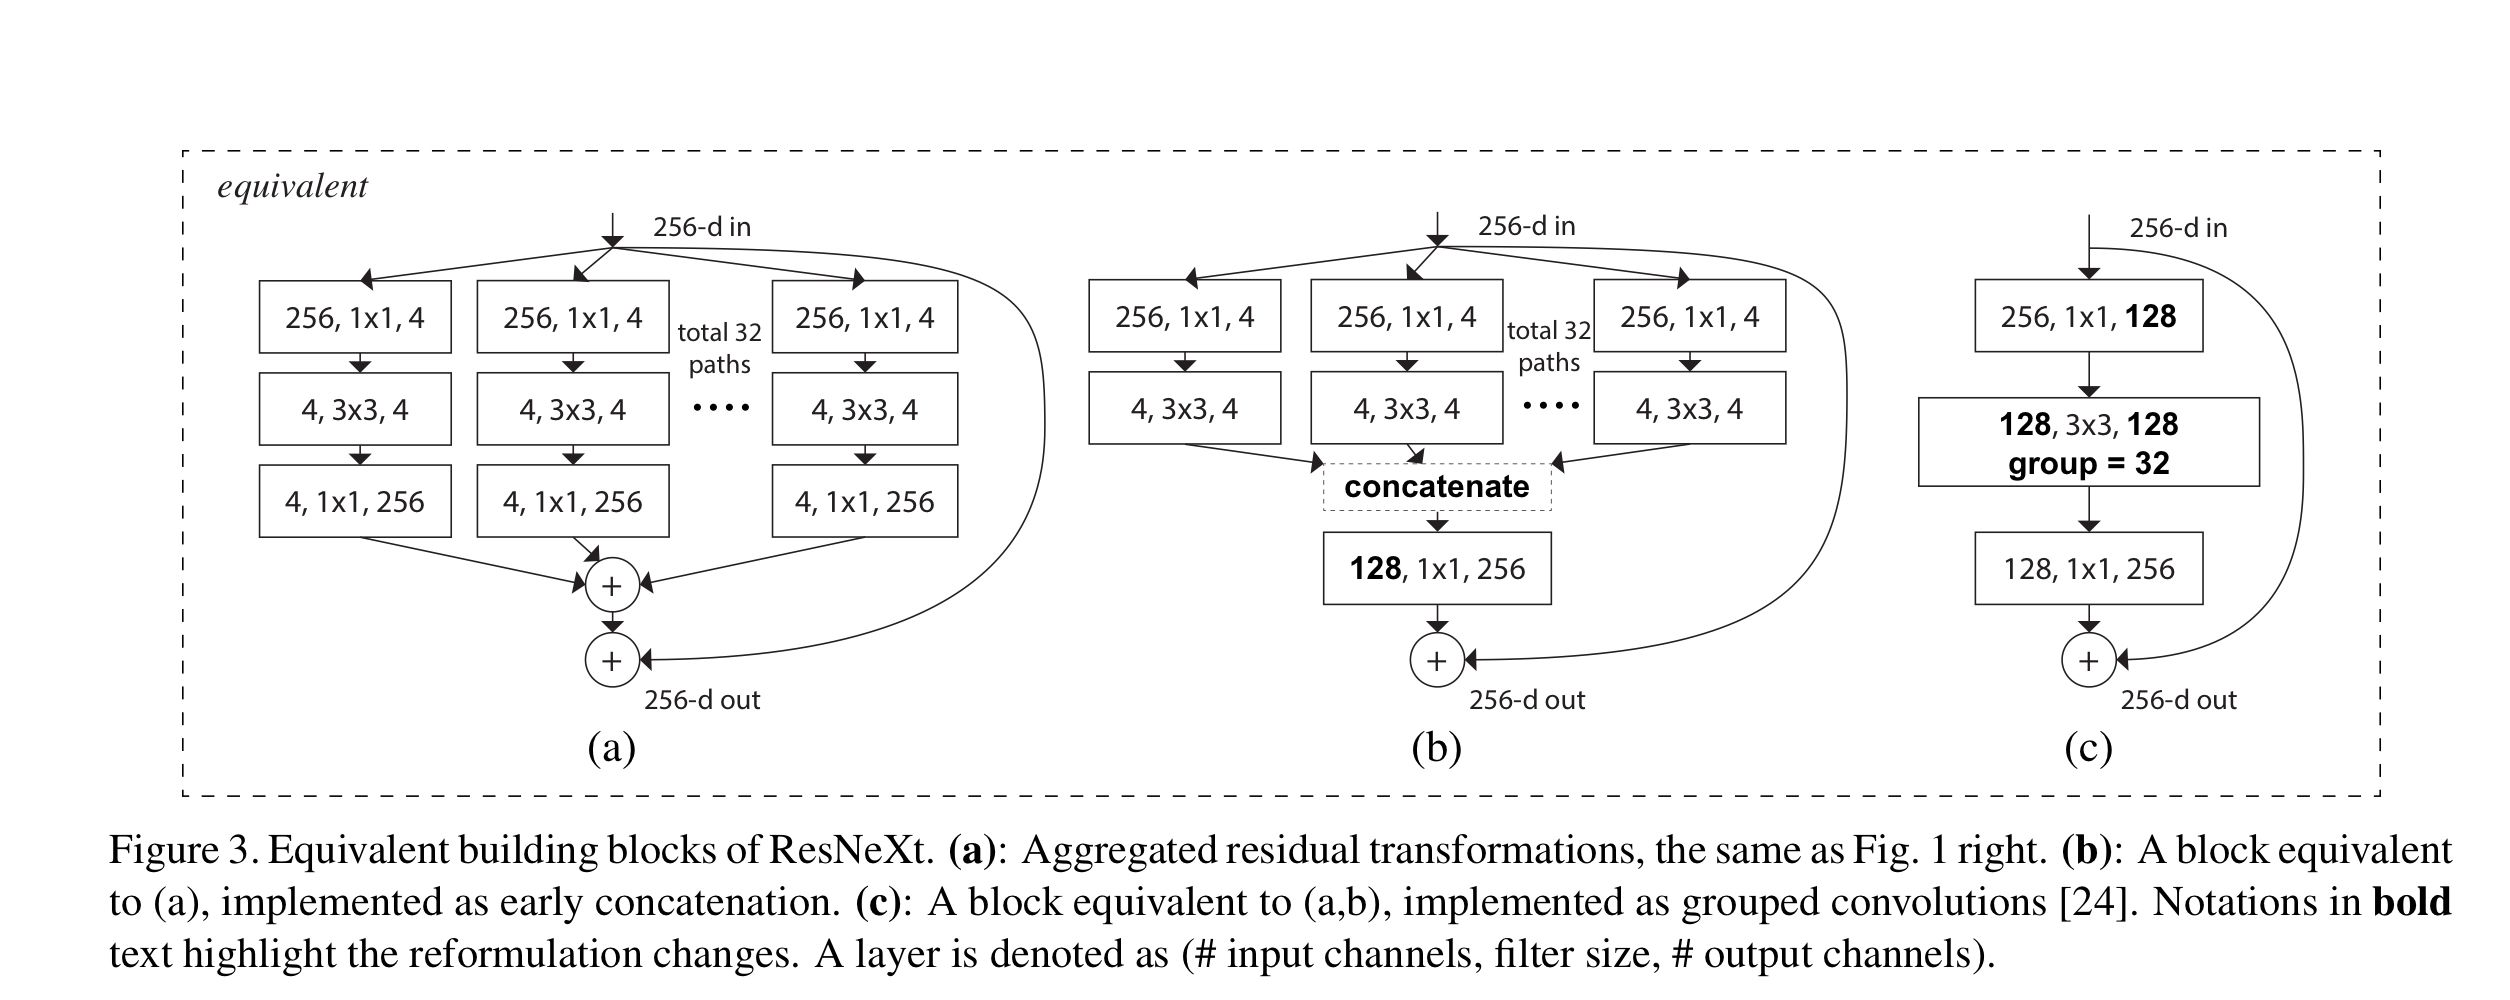 equivalent
256-d in
256, 1x1, 4
256, 1x1, 4
total 32
paths
256, 1x1, 4
4, 3x3, 4
4, 3x3, 4
....
4, 3x3, 4
4, 1x1, 256
4, 1x1, 256
4, 1x1, 256
+
+
256-d out
(a)
256-d in
256, 1x1, 4
256, 1x1, 4
total 32
paths
256, 1x1, 4
4, 3x3, 4
4, 3x3, 4
....
4, 3x3, 4
concatenate
128, 1x1, 256
+
256-d out
(b)
256-d in
256, 1x1, 128
128, 3x3, 128
group = 32
128, 1x1, 256
+
256-d out
(c)
Figure 3. Equivalent building blocks of ResNeXt. (a): Aggregated residual transformations, the same as Fig. 1 right. (b): A block equivalent
to (a), implemented as early concatenation. (c): A block equivalent to (a,b), implemented as grouped convolutions [24]. Notations in bold
text highlight the reformulation changes. A layer is denoted as (# input channels, filter size, # output channels).